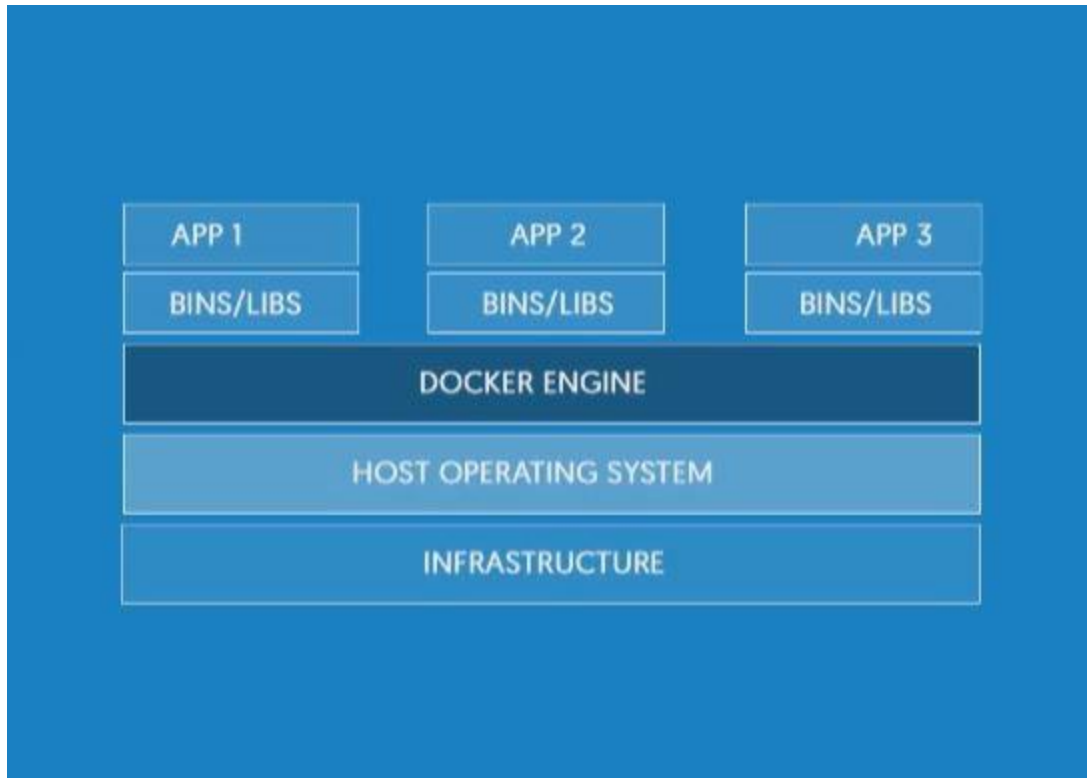 APP 1
APP 2
APP 3
BINS/LIBS
BINS/LIBS
BINS/LIBS
DOCKER ENGINE
HOST OPERATING SYSTEM
INFRASTRUCTURE